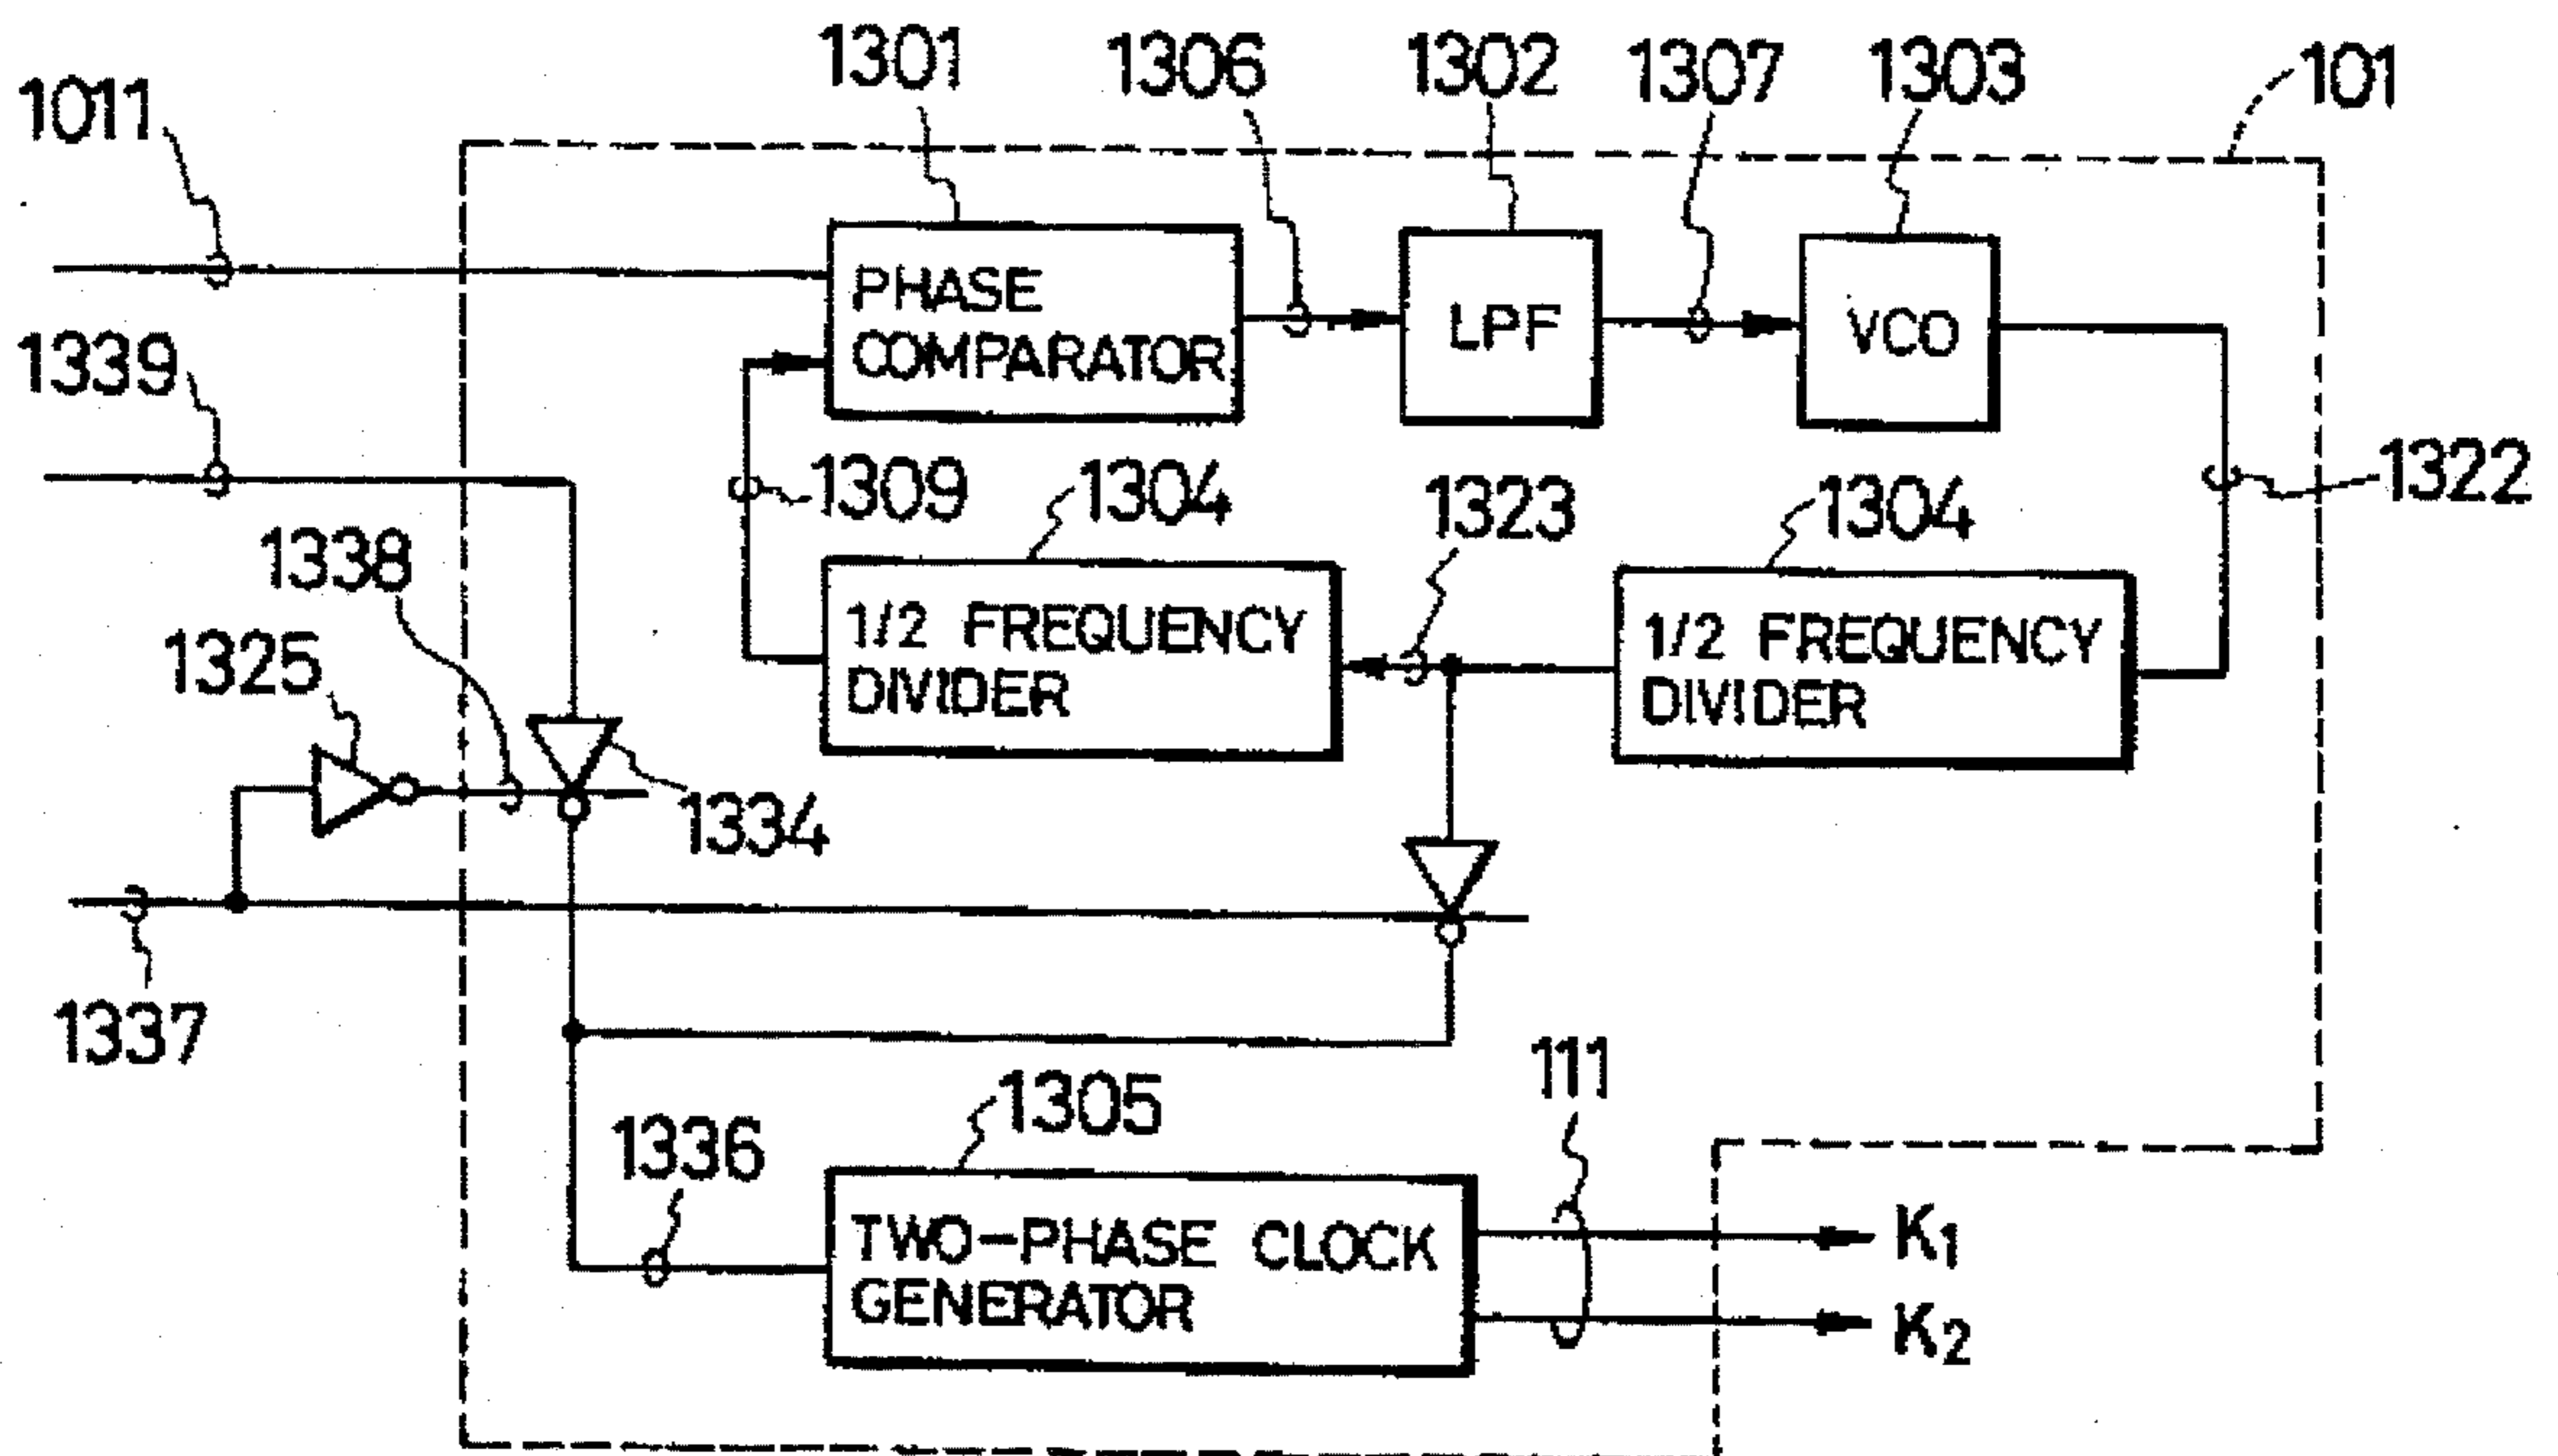 1301
1306
1302
1307
1303
101
1011
PHASE
COMPARATOR
LPF
VCO
1339
1309
1304
1323
1304
1322
1338
1/2 FREQUENCY
DIVIDER
1/2 FREQUENCY
DIVIDER
1325
1334
1337
1336
1305
111
TWO-PHASE CLOCK
GENERATOR
K1
K2